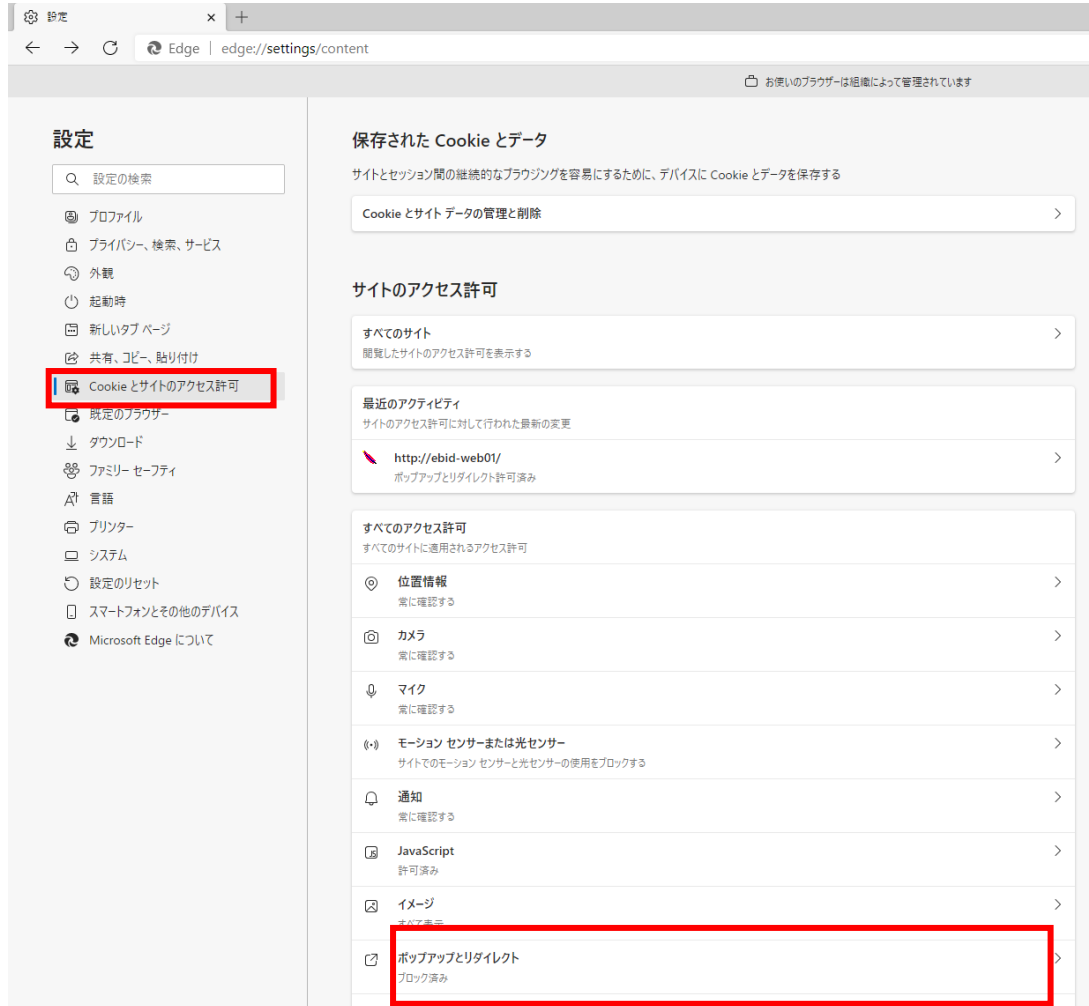 設定
Edge | edge://settings/content
お使いのブラウザーは組織によって管理されています
設定
設定の検索
プロファイル
プライバシー、検索、サービス
外観
起動時
新しいタブ ページ
共有、コピー、貼り付け
Cookie とサイトのアクセス許可
既定のブラウザー
ダウンロード
ファミリー セーフティ
言語
プリンター
システム
設定のリセット
スマートフォンとその他のデバイス
Microsoft Edge について
保存された Cookie とデータ
サイトとセッション間の継続的なブラウジングを容易にするために、デバイスに Cookie とデータを保存する
Cookie とサイト データの管理と削除
サイトのアクセス許可
すべてのサイト
閲覧したサイトのアクセス許可を表示する
最近のアクティビティ
サイトのアクセス許可に対して行われた最新の変更
http://ebid-web01/
ポップアップとリダイレクト許可済み
すべてのアクセス許可
すべてのサイトに適用されるアクセス許可
位置情報
常に確認する
カメラ
常に確認する
マイク
常に確認する
モーション センサーまたは光センサー
サイトでのモーション センサーと光センサーの使用をブロックする
通知
常に確認する
JavaScript
許可済み
イメージ
すべて表示
ポップアップとリダイレクト
ブロック済み